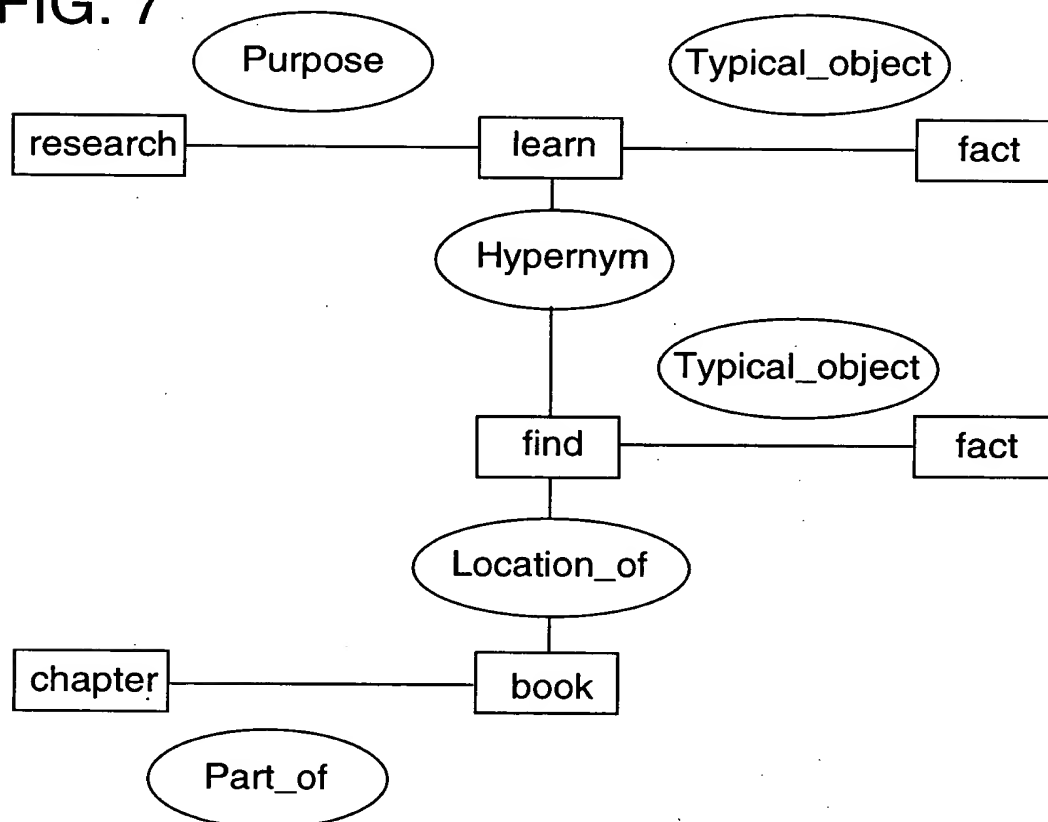 FIG. 7
Purpose
Typical_object
research
learn
fact
Hypernym
Typical_object
find
fact
Location_of
chapter
book
Part_of